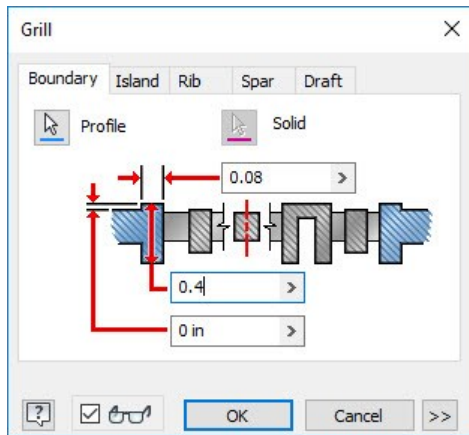 Grill
Boundary Island Rib Spar Draft
Profile Solid
0.08 >
0.4 >
0 in >
? OK Cancel >>